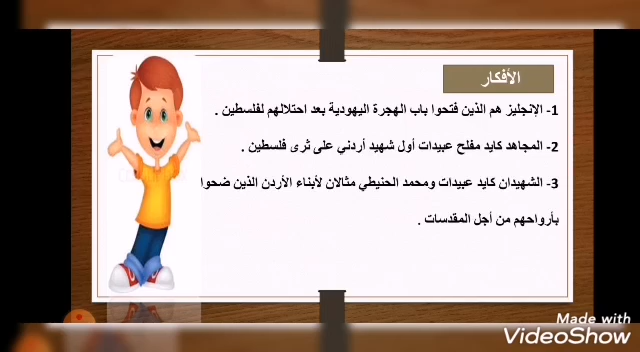 الأفكار
1- الإنجليز هم الذين فتحوا باب الهجرة اليهودية بعد احتلالهم لفلسطين .
2- المجاهد كايد مفلح عبيدات أول شهيد أردني على ثرى فلسطين .
3- الشهيدان كايد عبيدات ومحمد الحنيطي مثالان لأبناء الأردن الذين ضحوا
بأرواحهم من أجل المقدسات .
Made with
VideoShow